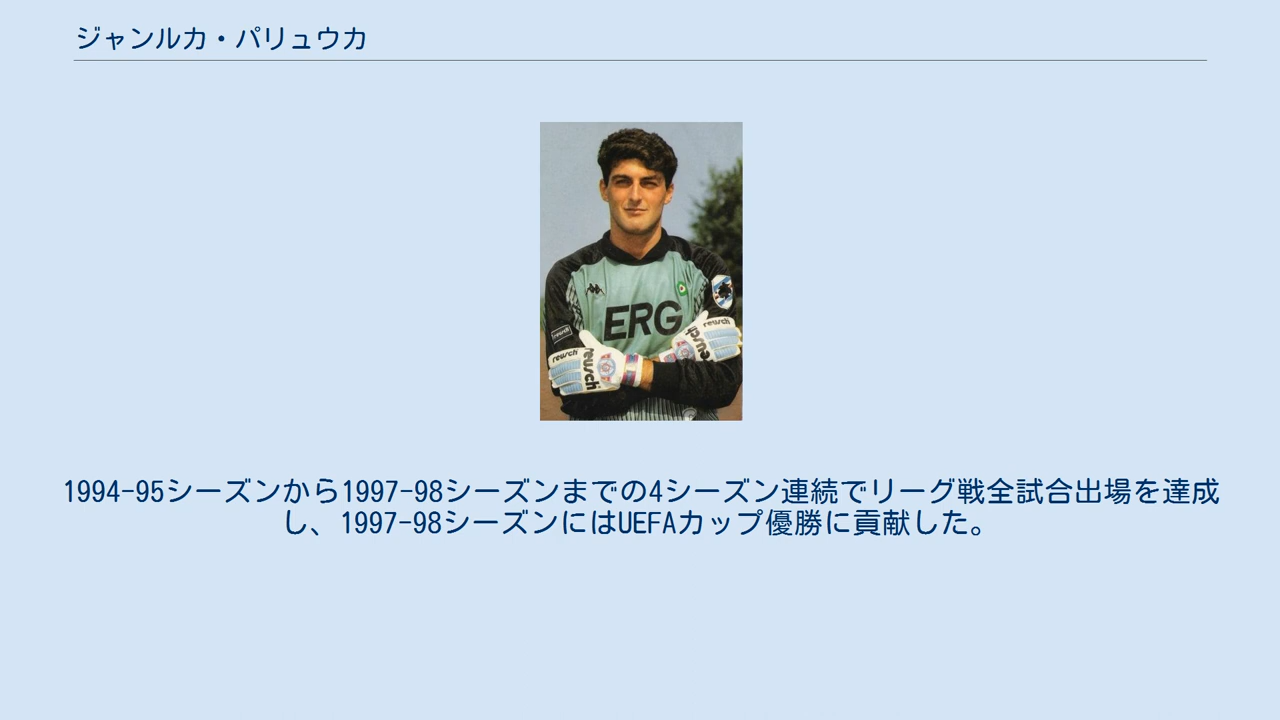 ジャンルカ・パリュウカ
ERG
reusch
reusch
reusch
reusch
reusch
1994-95シーズンから1997-98シーズンまでの4シーズン連続でリーグ戦全試合出場を達成
し、1997-98シーズンにはUEFAカップ優勝に貢献した。